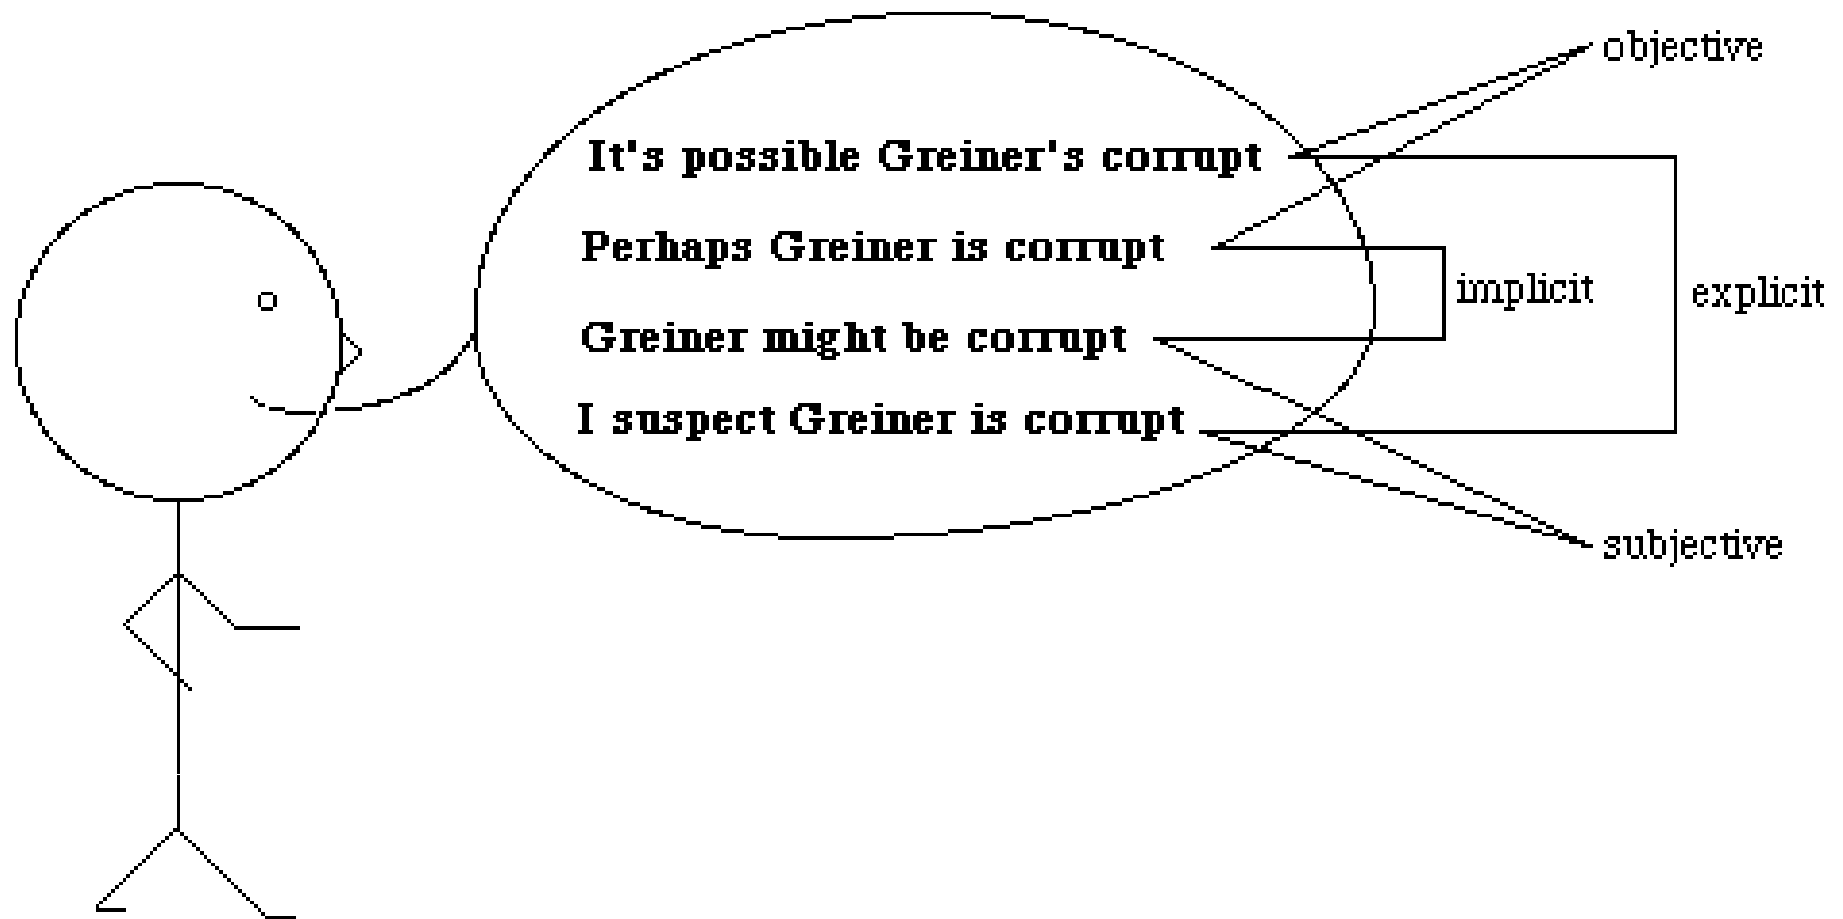 objective
It's possible Greiner's corrupt
Perhaps Greiner is corrupt
implicit
explicit
Greiner might be corrupt
I suspect Greiner is corrupt
subjective